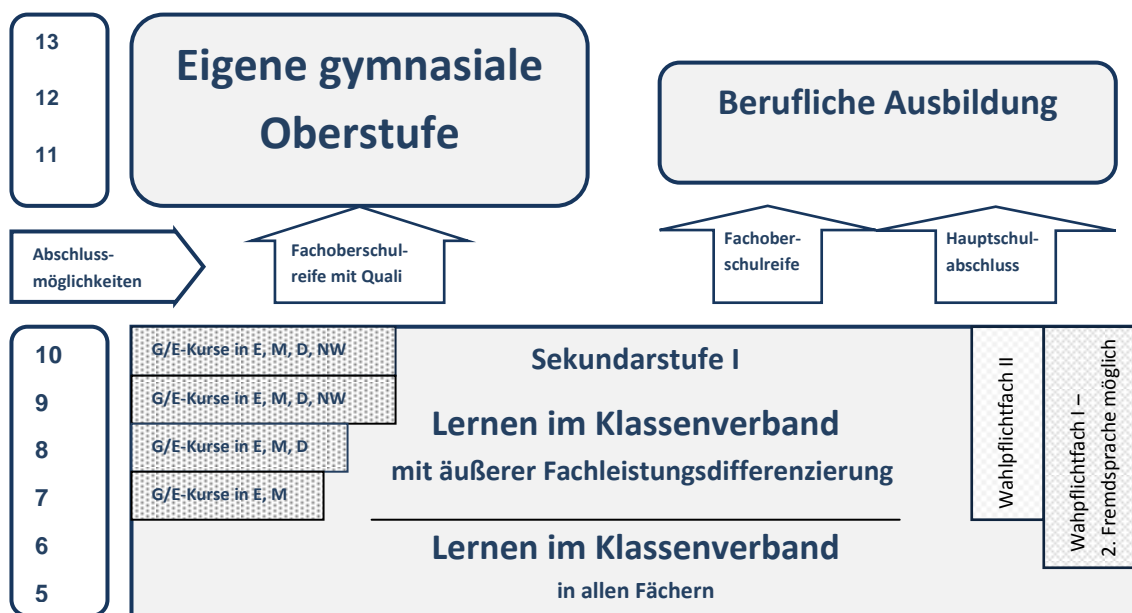 13
12
11
Eigene gymnasiale
Oberstufe
Berufliche Ausbildung
Abschluss-
möglichkeiten
Fachoberschul-
reife mit Quali
Fachober-
schulreife
Hauptschul-
abschluss
10
9
8
7
6
5
G/E-Kurse in E, M, D, NW
G/E-Kurse in E, M, D, NW
G/E-Kurse in E, M, D
G/E-Kurse in E, M
Sekundarstufe I
Lernen im Klassenverband
mit äußerer Fachleistungsdifferenzierung
Lernen im Klassenverband
in allen Fächern
Wahlpflichtfach II
Wahpflichtfach I –
2. Fremdsprache möglich